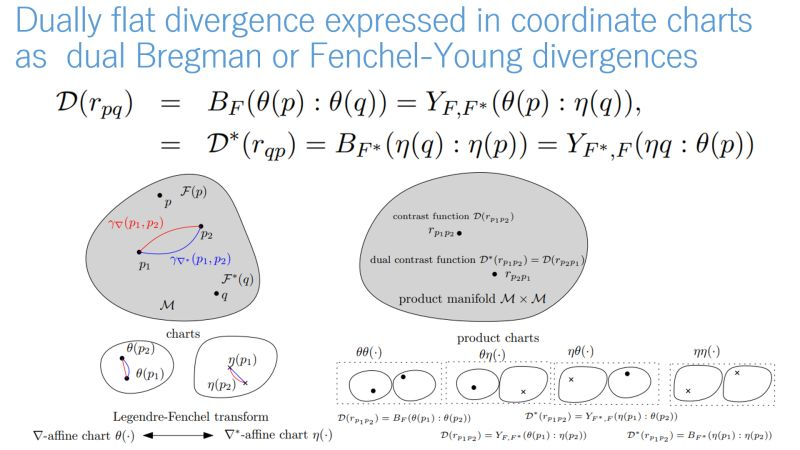 Dually flat divergence expressed in coordinate charts
as dual Bregman or Fenchel-Young divergences
𝒟(r_{pq}) = B_F(θ(p) : θ(q)) = Y_{F,F*}(θ(p) : η(q)),
= 𝒟*(r_{qp}) = B_{F*}(η(q) : η(p)) = Y_{F*,F}(ηq : θ(p))
ℱ(p)
p
γ_∇(p₁, p₂)
p₂
p₁
γ_{∇*}(p₁, p₂)
ℱ*(q)
q
ℳ
contrast function 𝒟(r_{p₁p₂})
r_{p₁p₂}
dual contrast function 𝒟*(r_{p₁p₂}) = 𝒟(r_{p₂p₁})
r_{p₂p₁}
product manifold ℳ × ℳ
charts
θ(p₂)
θ(p₁)
η(p₁)
η(p₂)
Legendre-Fenchel transform
∇-affine chart θ(·) ∇*-affine chart η(·)
product charts
θθ(·) θη(·) ηθ(·) ηη(·)
𝒟(r_{p₁p₂}) = B_F(θ(p₁) : θ(p₂)) 𝒟*(r_{p₁p₂}) = Y_{F*,F}(η(p₁) : θ(p₂))
𝒟(r_{p₁p₂}) = Y_{F,F*}(θ(p₁) : η(p₂)) 𝒟*(r_{p₁p₂}) = B_{F*}(η(p₁) : η(p₂))